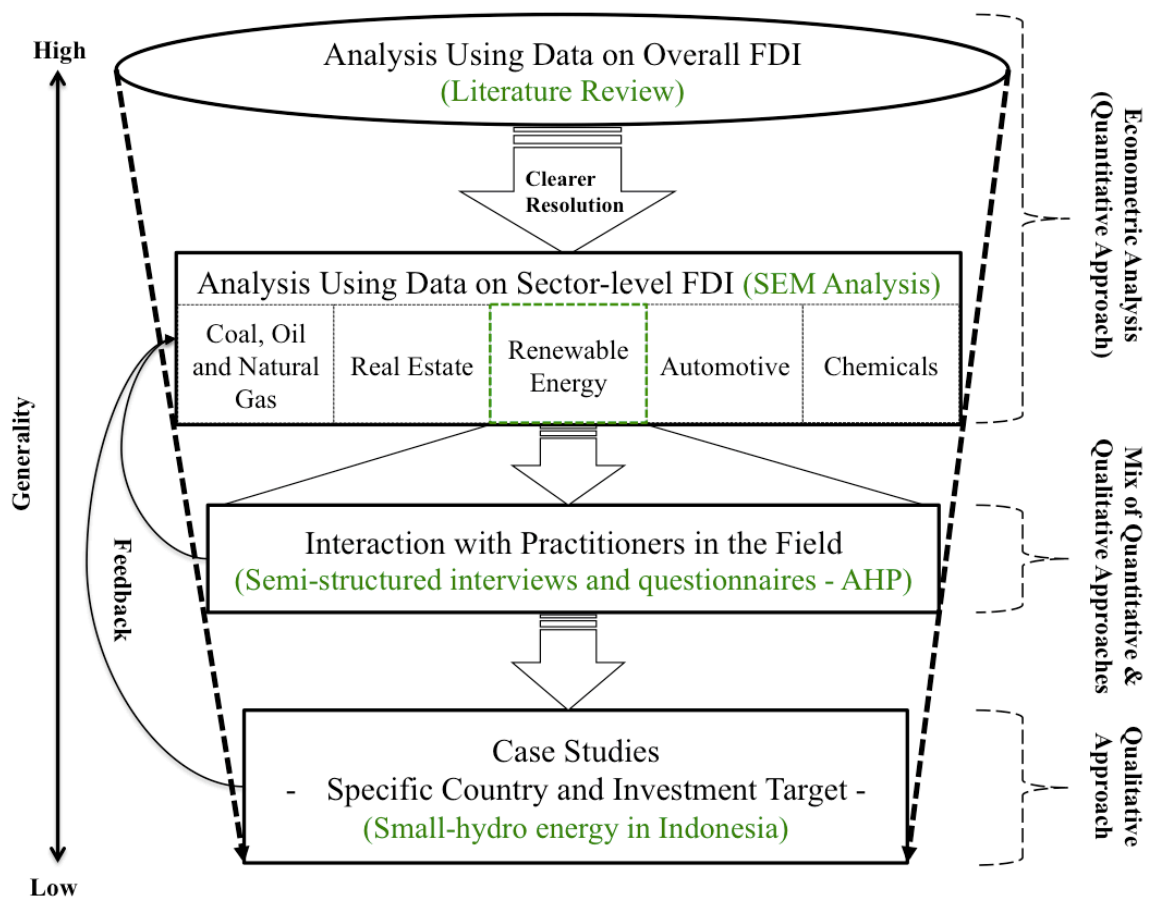 High
Analysis Using Data on Overall FDI
(Literature Review)
Clearer
Resolution
Econometric Analysis
(Quantitative Approach)
Analysis Using Data on Sector-level FDI (SEM Analysis)
Coal, Oil
and Natural
Gas
Real Estate
Renewable
Energy
Automotive
Chemicals
Generality
Feedback
Interaction with Practitioners in the Field
(Semi-structured interviews and questionnaires - AHP)
Mix of Quantitative &
Qualitative Approaches
Case Studies
- Specific Country and Investment Target -
(Small-hydro energy in Indonesia)
Qualitative
Approach
Low